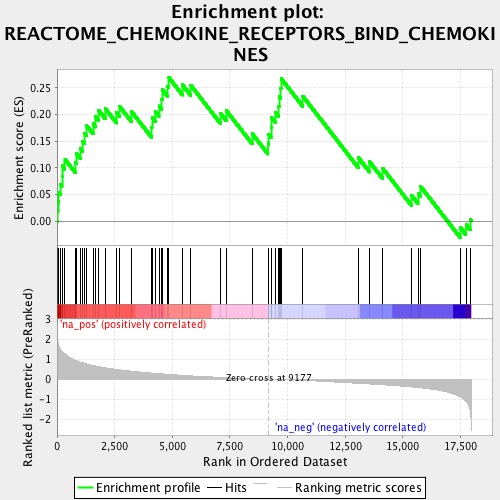 Enrichment plot:
REACTOME_CHEMOKINE_RECEPTORS_BIND_CHEMOKI
NES
Enrichment score (ES)
0.25
0.20
0.15
0.10
0.05
0.00
'na_pos' (positively correlated)
Ranked list metric (PreRanked)
3
2
1
0
-1
-2
Zero cross at 9177
'na_neg' (negatively correlated)
0
2,500
5,000
7,500
10,000
12,500
15,000
17,500
Rank in Ordered Dataset
Enrichment profile
Hits
Ranking metric scores